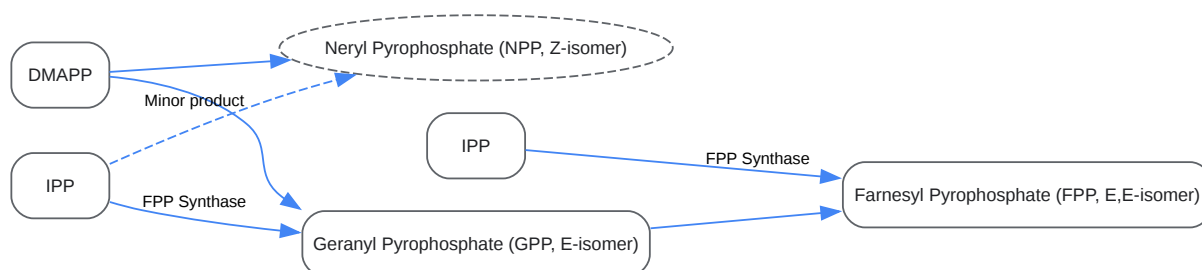 Neryl Pyrophosphate (NPP, Z-isomer)
DMAPP
Minor product
IPP
FPP Synthase
IPP
FPP Synthase
Farnesyl Pyrophosphate (FPP, E,E-isomer)
Geranyl Pyrophosphate (GPP, E-isomer)